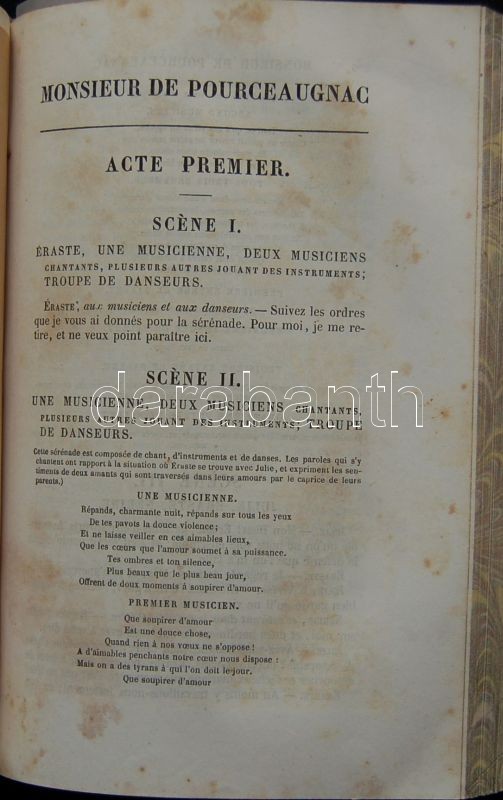 MONSIEUR DE POURCEAUGNAC
ACTE PREMIER.
SCÈNE I.
ÉRASTE, UNE MUSICIENNE, DEUX MUSICIENS
CHANTANTS, PLUSIEURS AUTRES JOUANT DES INSTRUMENTS;
TROUPE DE DANSEURS.
ÉRASTE, aux musiciens et aux danseurs. — Suivez les ordres
que je vous ai donnés pour la sérénade. Pour moi, je me re-
tire, et ne veux point paraître ici.
SCÈNE II.
UNE MUSICIENNE, DEUX MUSICIENS CHANTANTS,
PLUSIEURS AUTRES JOUANT DES INSTRUMENTS; TROUPE
DE DANSEURS.
darabanth
(Cette sérénade est composée de chant, d'instruments et de danses. Les paroles qui s'y
chantent ont rapport à la situation où Éraste se trouve avec Julie, et expriment les sen-
timents de deux amants qui sont traversés dans leurs amours par le caprice de leurs
parents.)
UNE MUSICIENNE.
Répands, charmante nuit, répands sur tous les yeux
De tes pavots la douce violence;
Et ne laisse veiller en ces aimables lieux,
Que les cœurs que l'amour soumet à sa puissance.
Tes ombres et ton silence,
Plus beaux que le plus beau jour,
Offrent de doux moments à soupirer d'amour.
PREMIER MUSICIEN.
Que soupirer d'amour
Est une douce chose,
Quand rien à nos vœux ne s'oppose!
A d'aimables penchants notre cœur nous dispose:
Mais on a des tyrans à qui l'on doit le jour.
Que soupirer d'amour